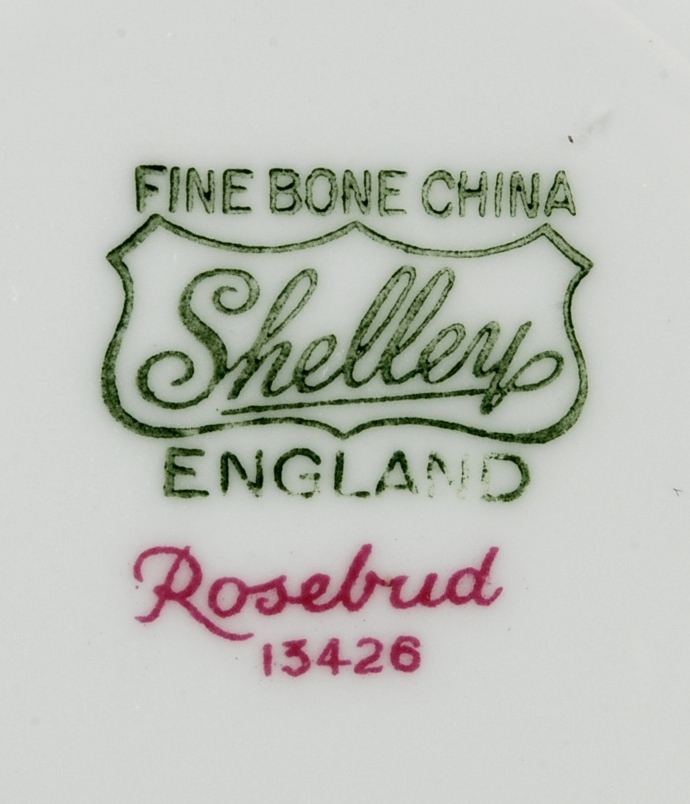 FINE BONE CHINA
Shelley
ENGLAND
Rosebud
13426